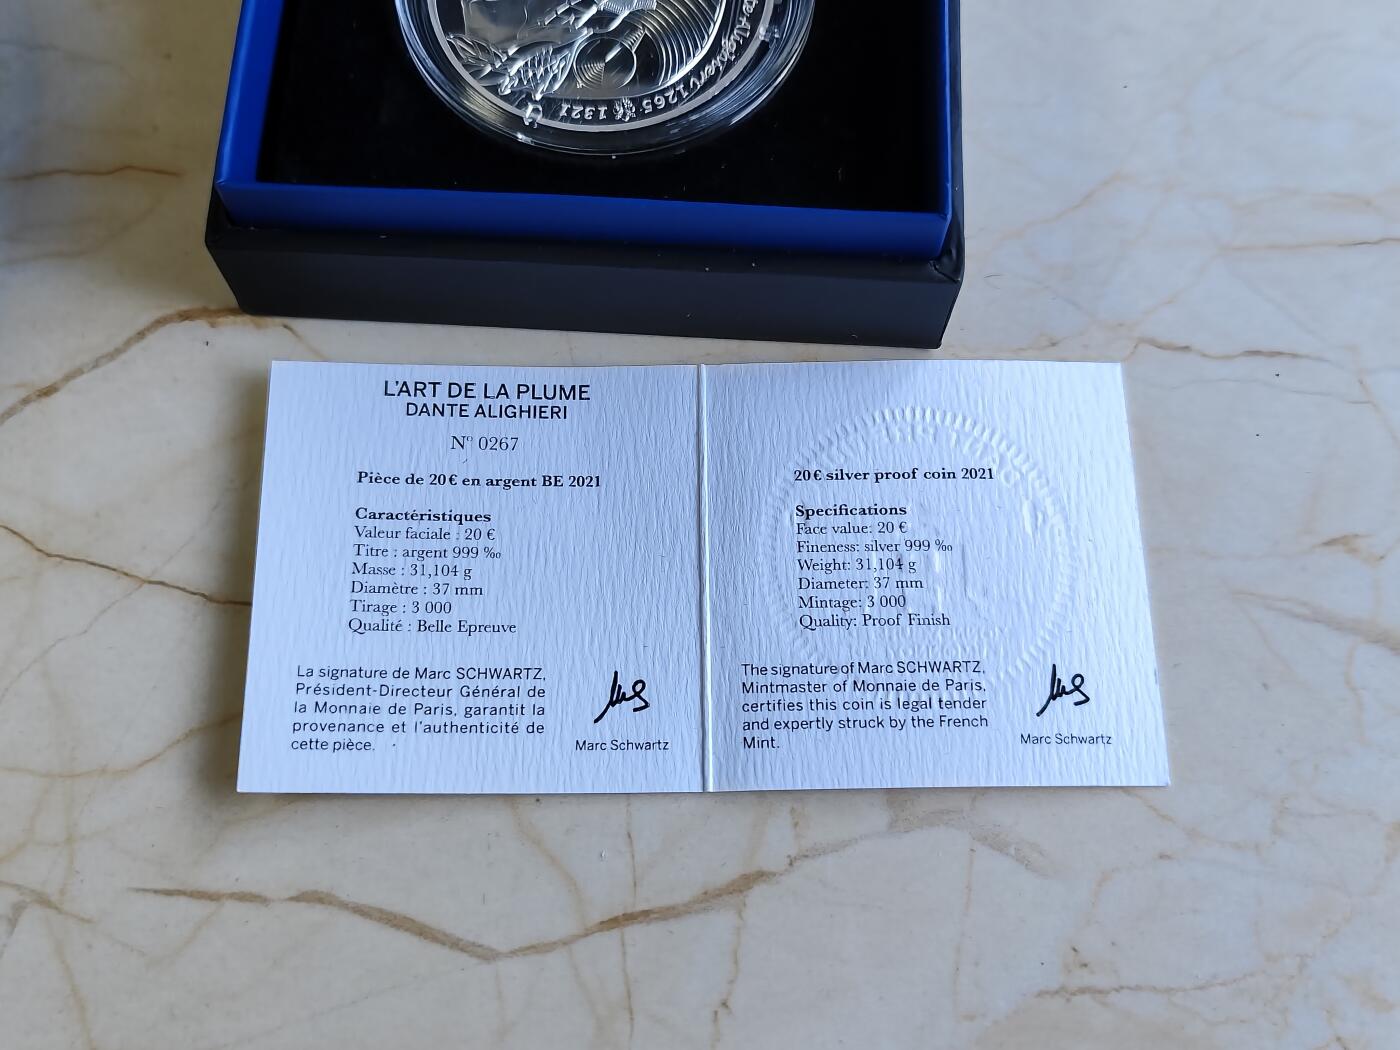 Alighieri 1265 1321
L'ART DE LA PLUME
DANTE ALIGHIERI
N° 0267
Pièce de 20 € en argent BE 2021
Caractéristiques
Valeur faciale : 20 €
Titre : argent 999 ‰
Masse : 31,104 g
Diamètre : 37 mm
Tirage : 3 000
Qualité : Belle Epreuve
La signature de Marc SCHWARTZ,
Président-Directeur Général de
la Monnaie de Paris, garantit la
provenance et l'authenticité de
cette pièce.
Marc Schwartz
20 € silver proof coin 2021
Specifications
Face value: 20 €
Fineness: silver 999 ‰
Weight: 31,104 g
Diameter: 37 mm
Mintage: 3 000
Quality: Proof Finish
The signature of Marc SCHWARTZ,
Mintmaster of Monnaie de Paris,
certifies this coin is legal tender
and expertly struck by the French
Mint.
Marc Schwartz